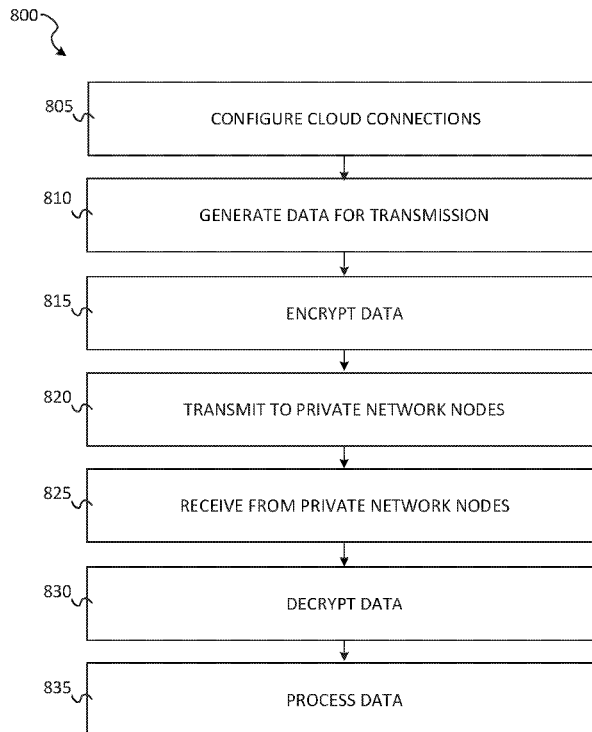 800
805
CONFIGURE CLOUD CONNECTIONS
810
GENERATE DATA FOR TRANSMISSION
815
ENCRYPT DATA
820
TRANSMIT TO PRIVATE NETWORK NODES
825
RECEIVE FROM PRIVATE NETWORK NODES
830
DECRYPT DATA
835
PROCESS DATA